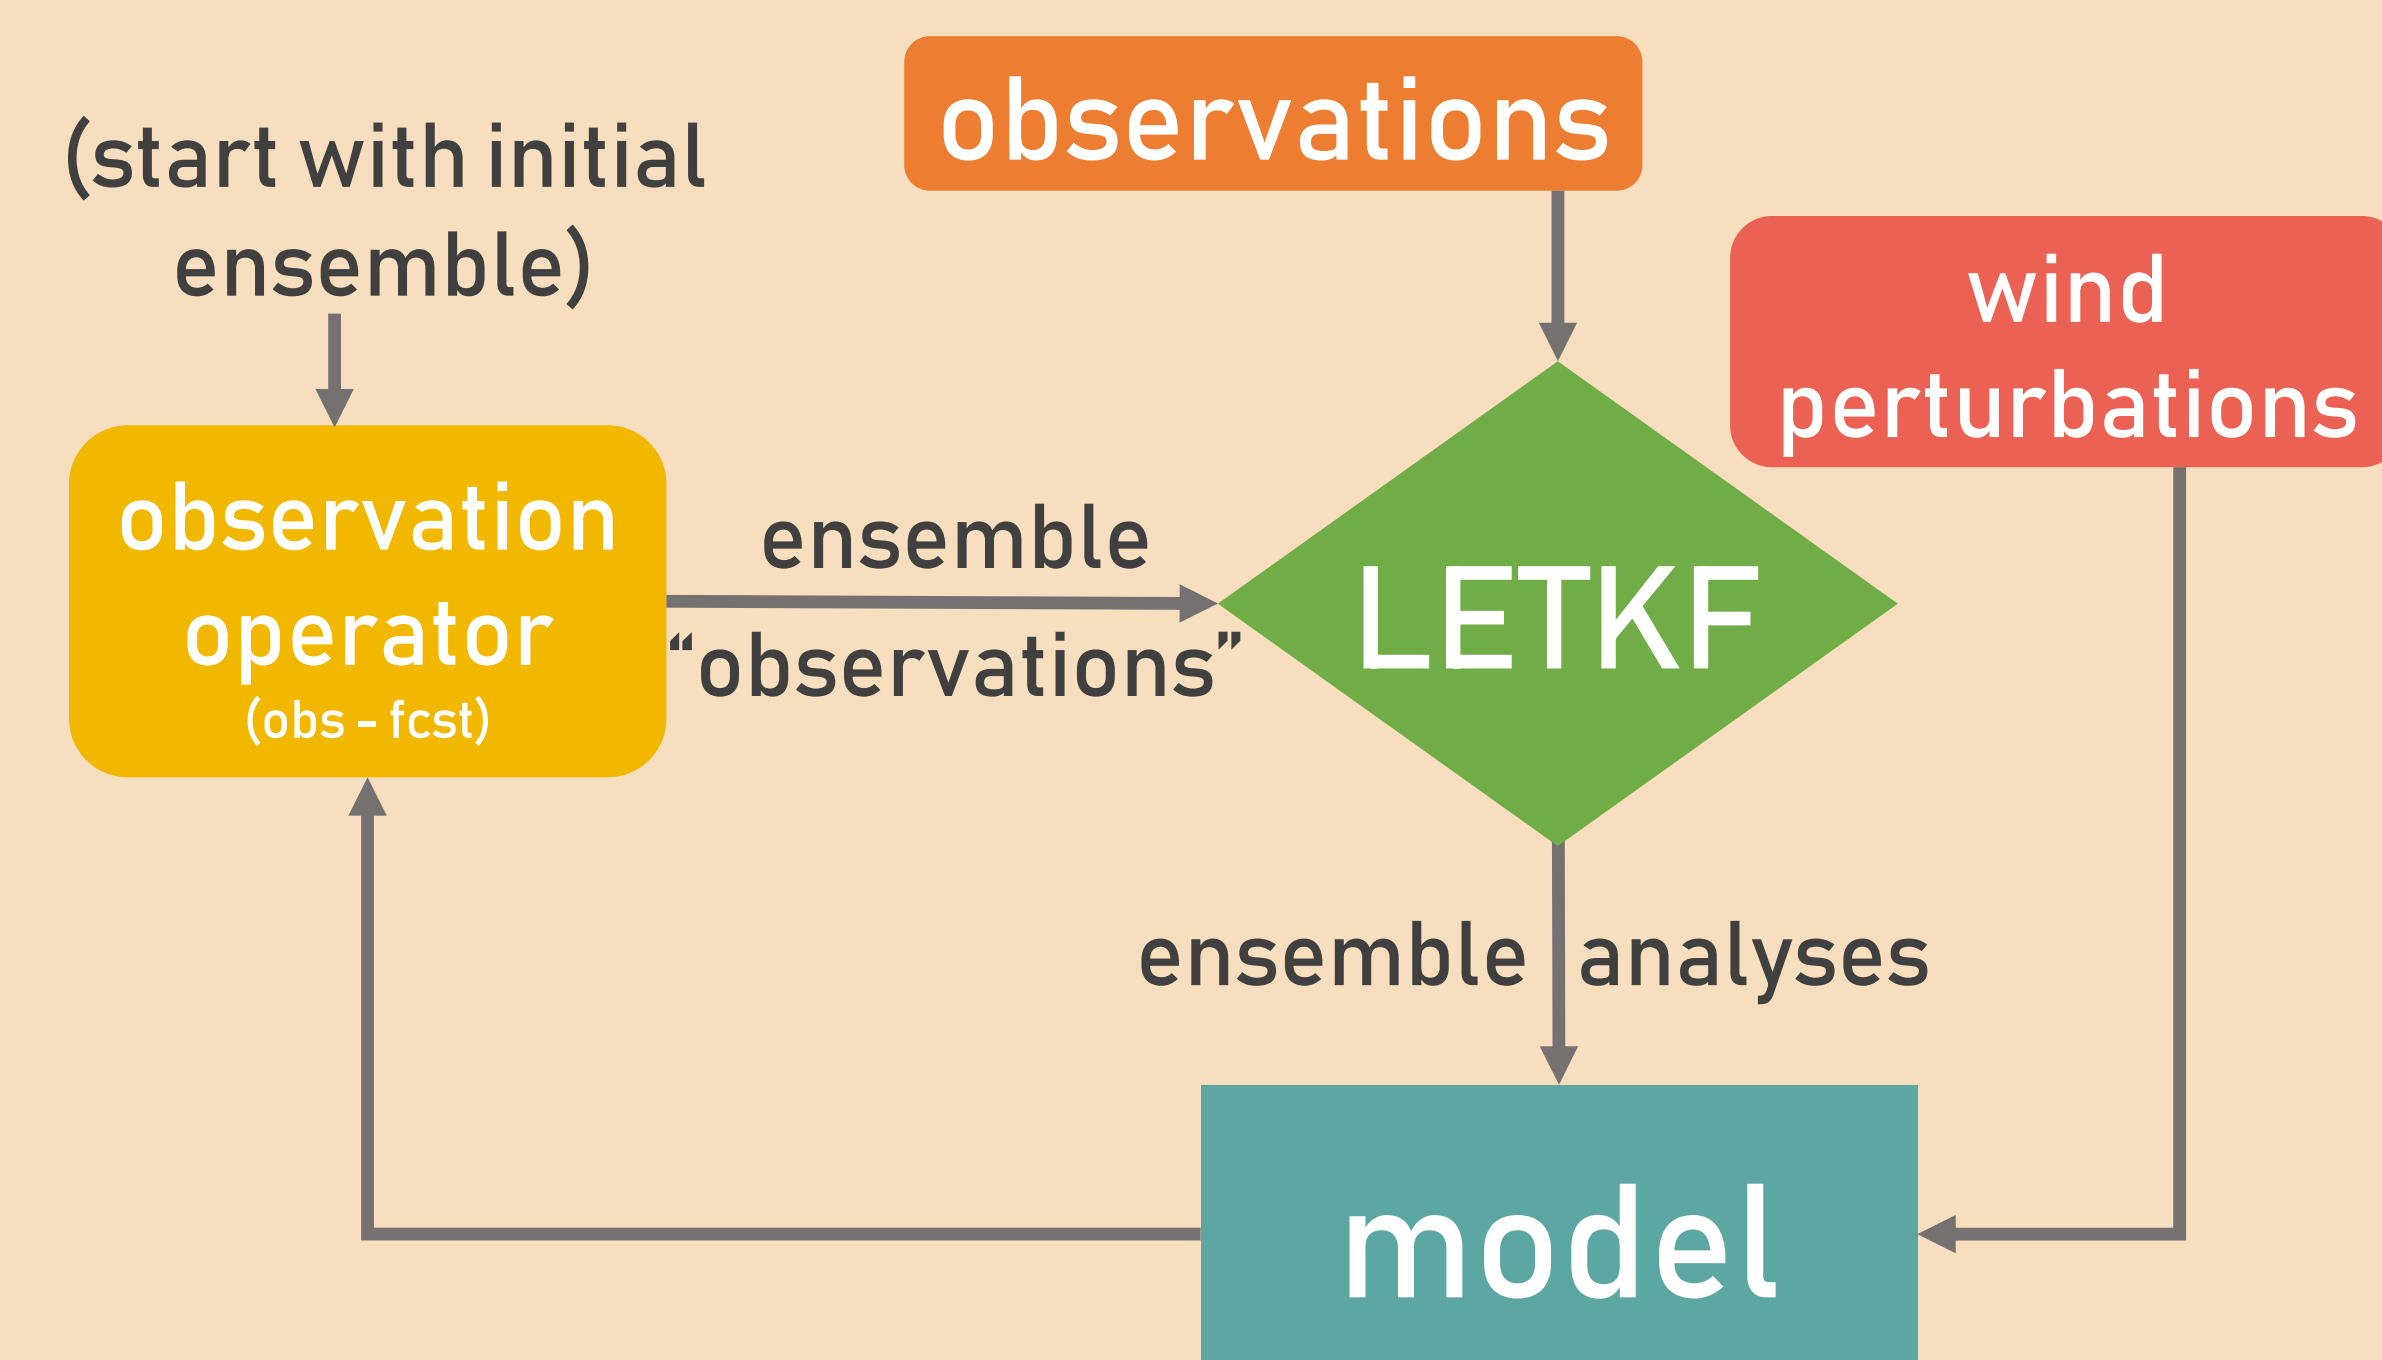 observations
(start with initial
ensemble)
wind
perturbations
observation
operator
(obs - fcst)
ensemble
“observations”
LETKF
ensemble analyses
model